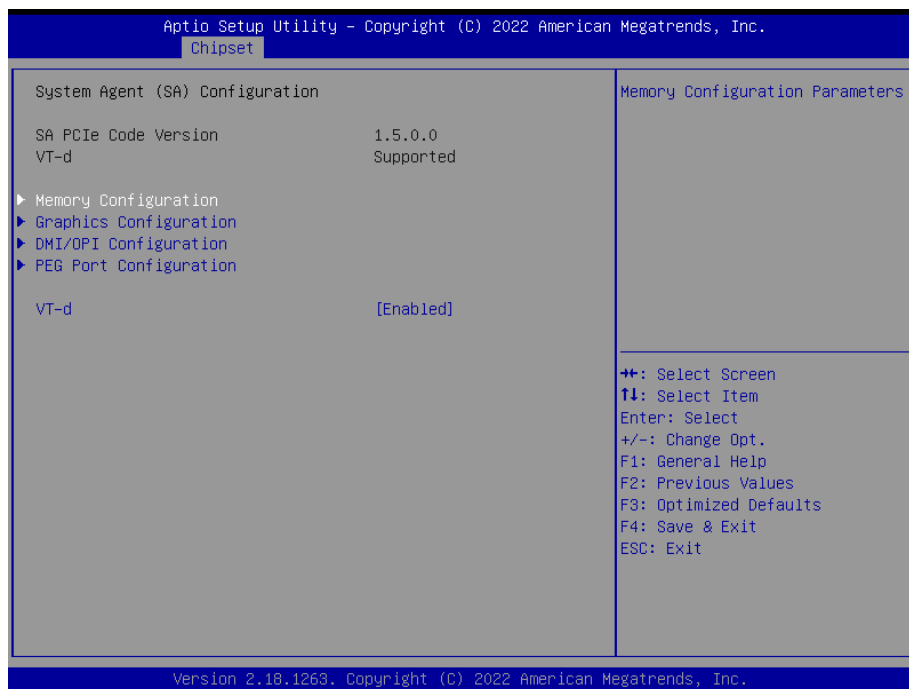 Aptio Setup Utility – Copyright (C) 2022 American Megatrends, Inc.
Chipset
System Agent (SA) Configuration
SA PCIe Code Version 1.5.0.0
VT-d Supported
Memory Configuration
Graphics Configuration
DMI/OPI Configuration
PEG Port Configuration
VT-d [Enabled]
Memory Configuration Parameters
→←: Select Screen
↑↓: Select Item
Enter: Select
+/-: Change Opt.
F1: General Help
F2: Previous Values
F3: Optimized Defaults
F4: Save & Exit
ESC: Exit
Version 2.18.1263. Copyright (C) 2022 American Megatrends, Inc.